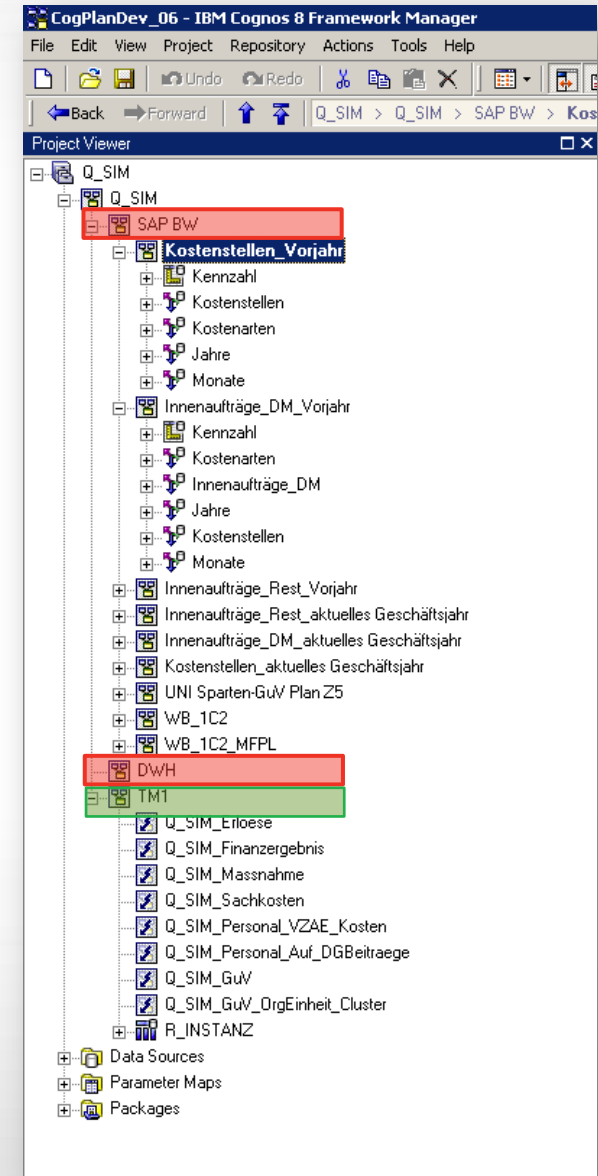 CogPlanDev_06 - IBM Cognos 8 Framework Manager
File Edit View Project Repository Actions Tools Help
Undo Redo
Back Forward Q_SIM > Q_SIM > SAP BW > Kos
Project Viewer
Q_SIM
Q_SIM
SAP BW
Kostenstellen_Vorjahr
Kennzahl
Kostenstellen
Kostenarten
Jahre
Monate
Innenaufträge_DM_Vorjahr
Kennzahl
Kostenarten
Innenaufträge_DM
Jahre
Kostenstellen
Monate
Innenaufträge_Rest_Vorjahr
Innenaufträge_Rest_aktuelles Geschäftsjahr
Innenaufträge_DM_aktuelles Geschäftsjahr
Kostenstellen_aktuelles Geschäftsjahr
UNI Sparten-GuV Plan Z5
WB_1C2
WB_1C2_MFPL
DWH
TM1
Q_SIM_Erloese
Q_SIM_Finanzergebnis
Q_SIM_Massnahme
Q_SIM_Sachkosten
Q_SIM_Personal_VZAE_Kosten
Q_SIM_Personal_Auf_DGBeitraege
Q_SIM_GuV
Q_SIM_GuV_OrgEinheit_Cluster
R_INSTANZ
Data Sources
Parameter Maps
Packages